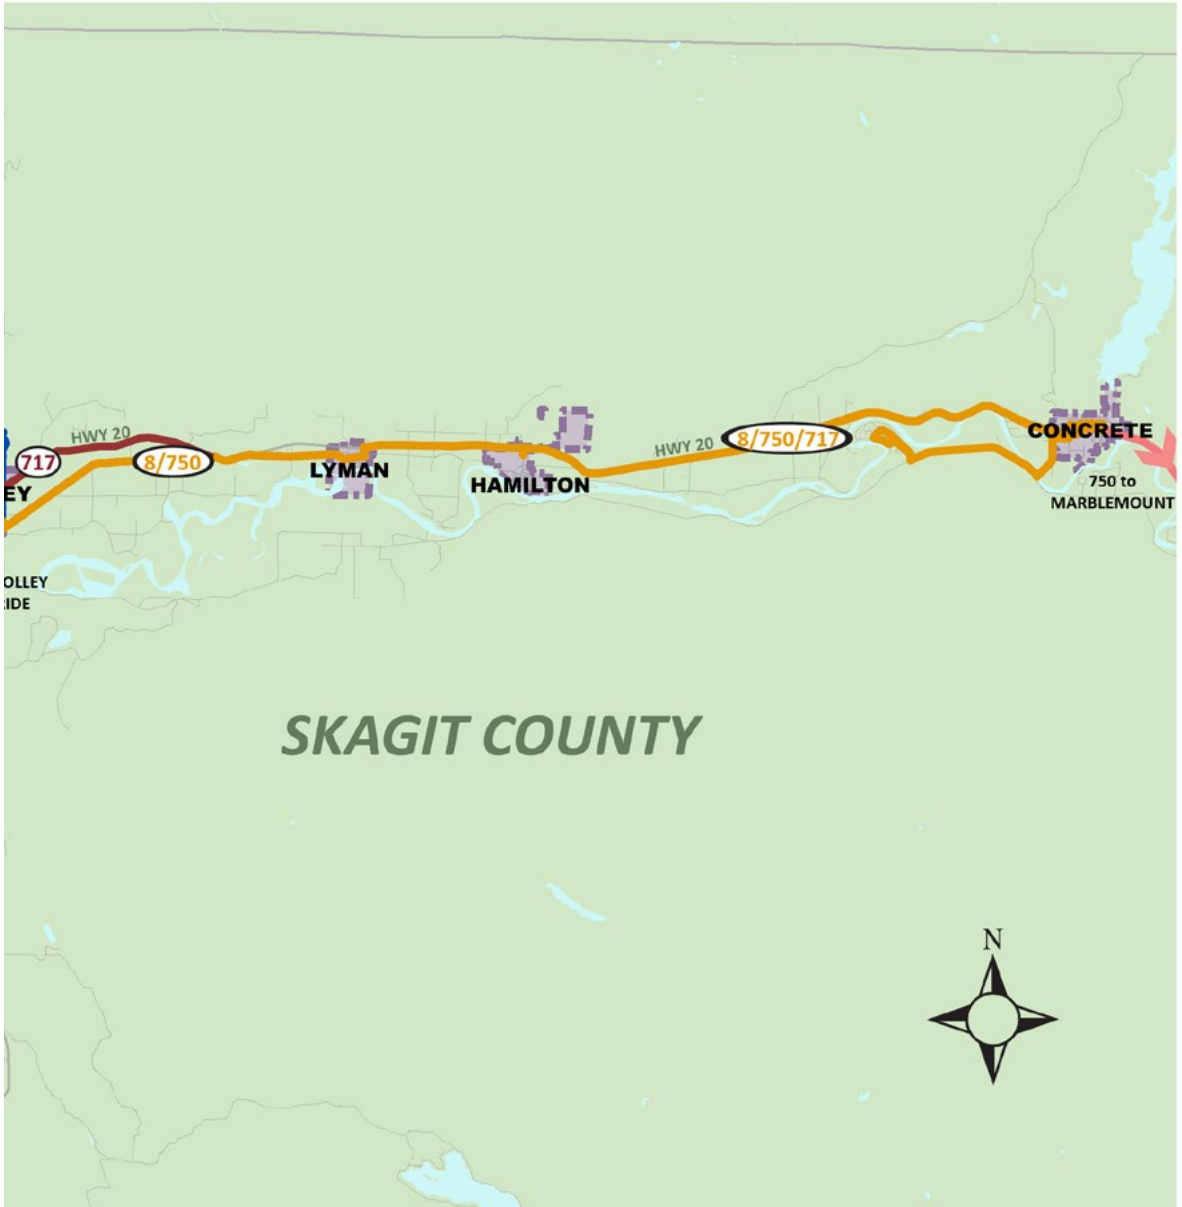 HWY 20
717
8/750
EY
LYMAN
HAMILTON
HWY 20
8/750/717
CONCRETE
750 to
MARBLEMOUNT
OLLEY
IDE
SKAGIT COUNTY
N